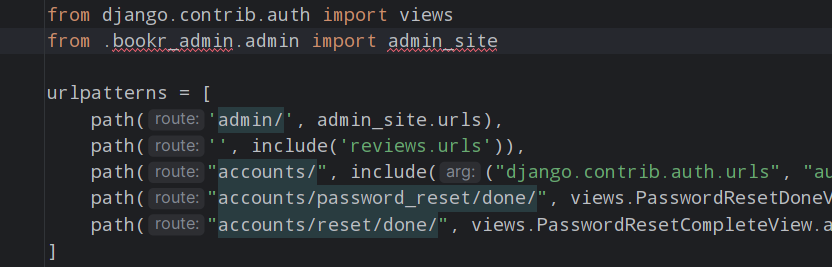 from django.contrib.auth import views
from .bookr_admin.admin import admin_site
urlpatterns = [
path( route: 'admin/', admin_site.urls),
path( route: '', include('reviews.urls')),
path( route: "accounts/", include( arg: ("django.contrib.auth.urls", "au
path( route: "accounts/password_reset/done/", views.PasswordResetDoneV
path( route: "accounts/reset/done/", views.PasswordResetCompleteView.a
]